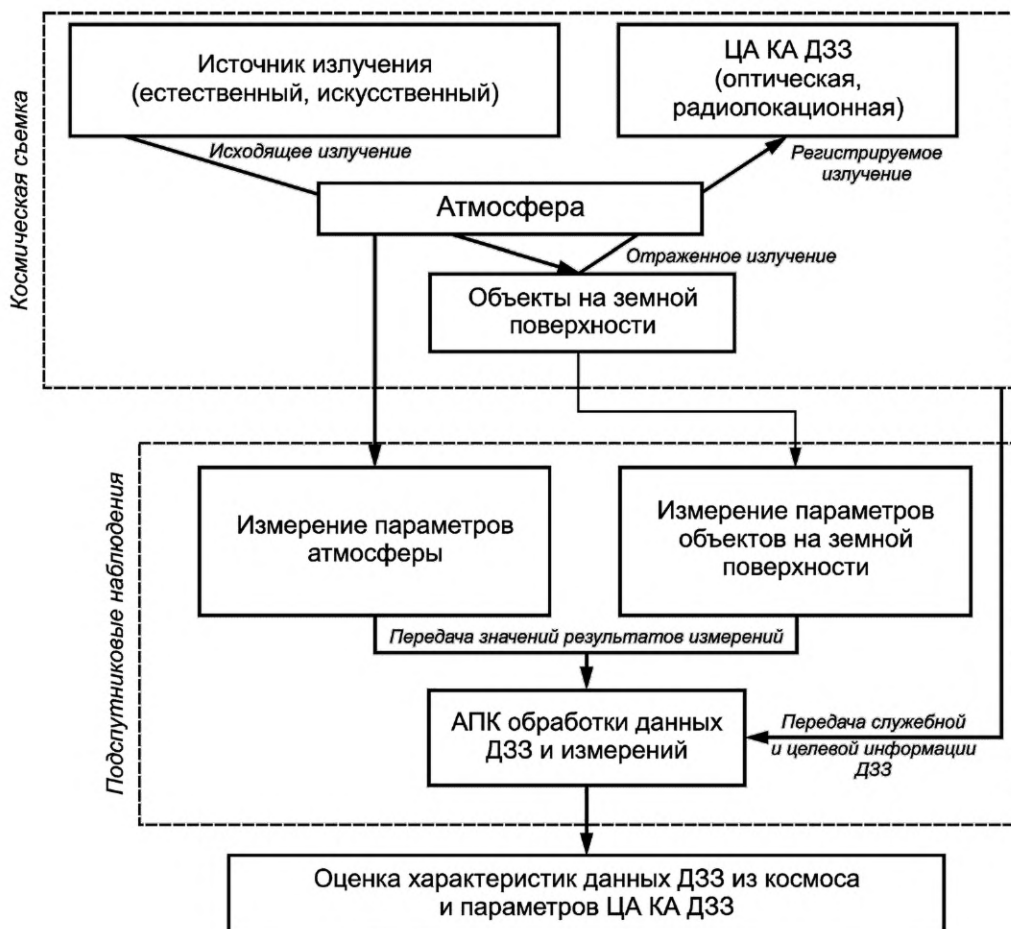 Источник излучения
(естественный, искусственный)
ЦА КА ДЗЗ
(оптическая,
радиолокационная)
Исходящее излучение
Регистрируемое
излучение
Атмосфера
Отраженное излучение
Объекты на земной
поверхности
Космическая съемка
Измерение параметров
атмосферы
Измерение параметров
объектов на земной
поверхности
Передача значений результатов измерений
АПК обработки данных
ДЗЗ и измерений
Передача служебной
и целевой информации
ДЗЗ
Подспутниковые наблюдения
Оценка характеристик данных ДЗЗ из космоса
и параметров ЦА КА ДЗЗ